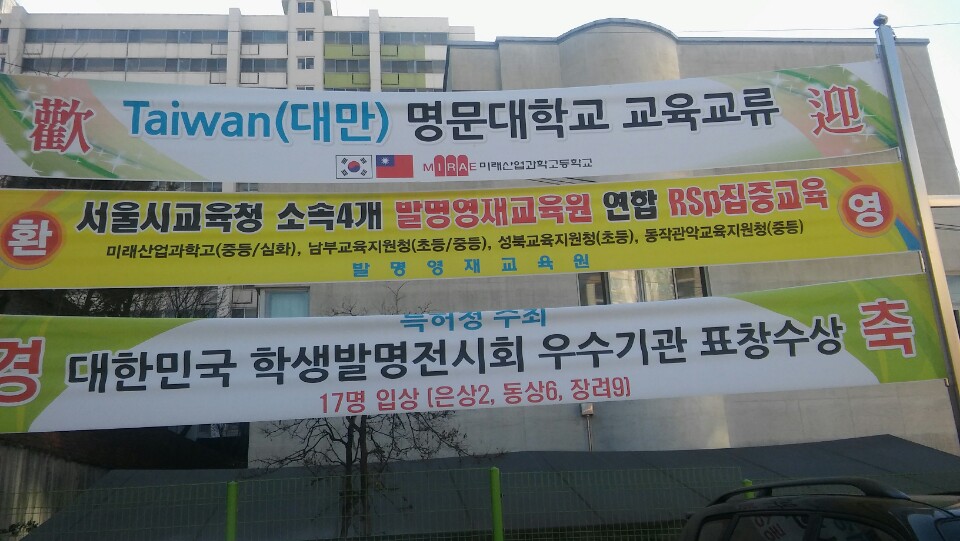 歡 Taiwan(대만) 명문대학교 교육교류 迎
MIRAE 미래산업과학고등학교
환 서울시교육청 소속4개 발명영재교육원 연합 RSp집중교육 영
미래산업과학고(중등/심화), 남부교육지원청(초등/중등), 성북교육지원청(초등), 동작관악교육지원청(중등)
발명영재교육원
특허청 주최
경 대한민국 학생발명전시회 우수기관 표창수상 축
17명 입상 (은상2, 동상6, 장려9)